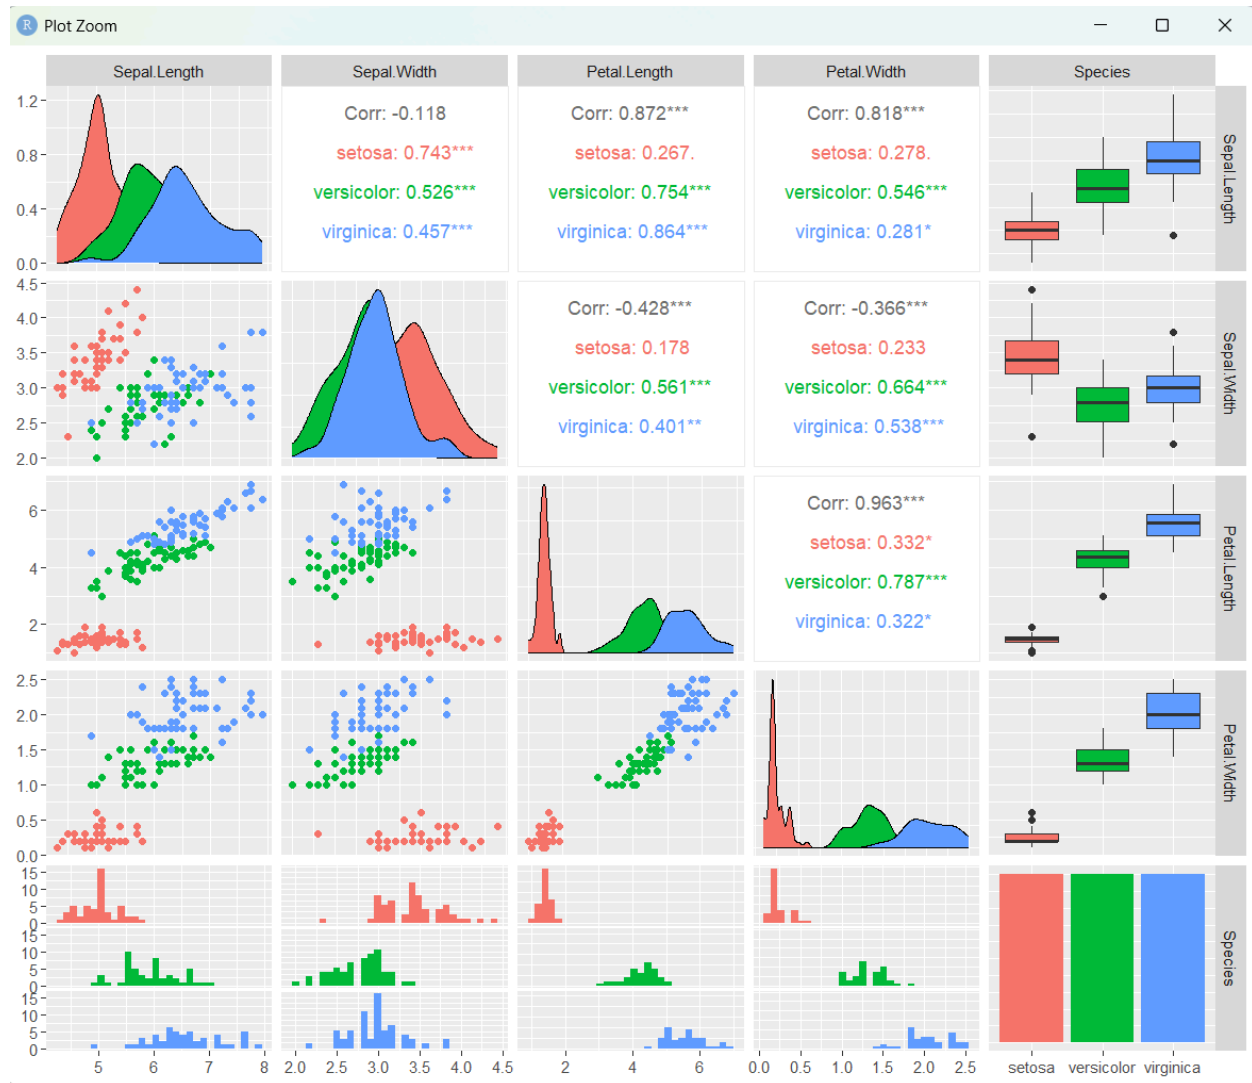 R Plot Zoom
Sepal.Length Sepal.Width Petal.Length Petal.Width Species
1.2
0.8
0.4
0.0
Corr: -0.118
setosa: 0.743***
versicolor: 0.526***
virginica: 0.457***
Corr: 0.872***
setosa: 0.267.
versicolor: 0.754***
virginica: 0.864***
Corr: 0.818***
setosa: 0.278.
versicolor: 0.546***
virginica: 0.281*
Sepal.Length
4.5
4.0
3.5
3.0
2.5
2.0
Corr: -0.428***
setosa: 0.178
versicolor: 0.561***
virginica: 0.401**
Corr: -0.366***
setosa: 0.233
versicolor: 0.664***
virginica: 0.538***
Sepal.Width
6
4
2
Corr: 0.963***
setosa: 0.332*
versicolor: 0.787***
virginica: 0.322*
Petal.Length
2.5
2.0
1.5
1.0
0.5
0.0
Petal.Width
15
10
5
0
15
10
5
0
15
10
5
0
Species
5 6 7 8 2.0 2.5 3.0 3.5 4.0 4.5 2 4 6 0.0 0.5 1.0 1.5 2.0 2.5 setosa versicolor virginica